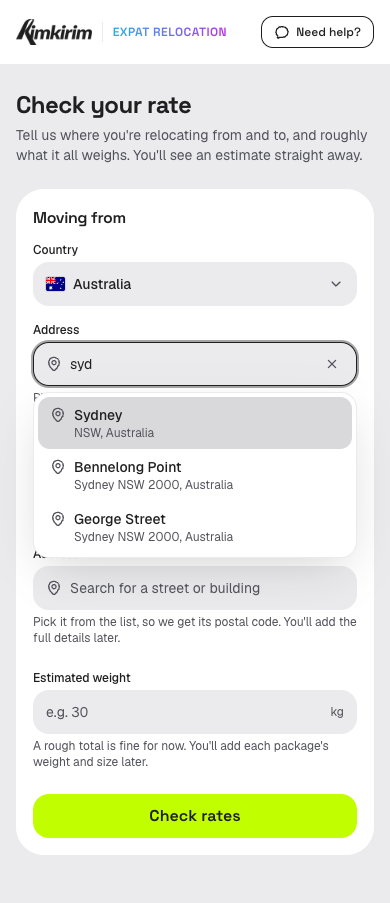 Kimkirim
EXPAT RELOCATION
Need help?
Check your rate
Tell us where you're relocating from and to, and roughly
what it all weighs. You'll see an estimate straight away.
Moving from
Country
Australia
Address
syd
Sydney
NSW, Australia
Bennelong Point
Sydney NSW 2000, Australia
George Street
Sydney NSW 2000, Australia
Search for a street or building
Pick it from the list, so we get its postal code. You'll add the
full details later.
Estimated weight
e.g. 30
kg
A rough total is fine for now. You'll add each package's
weight and size later.
Check rates